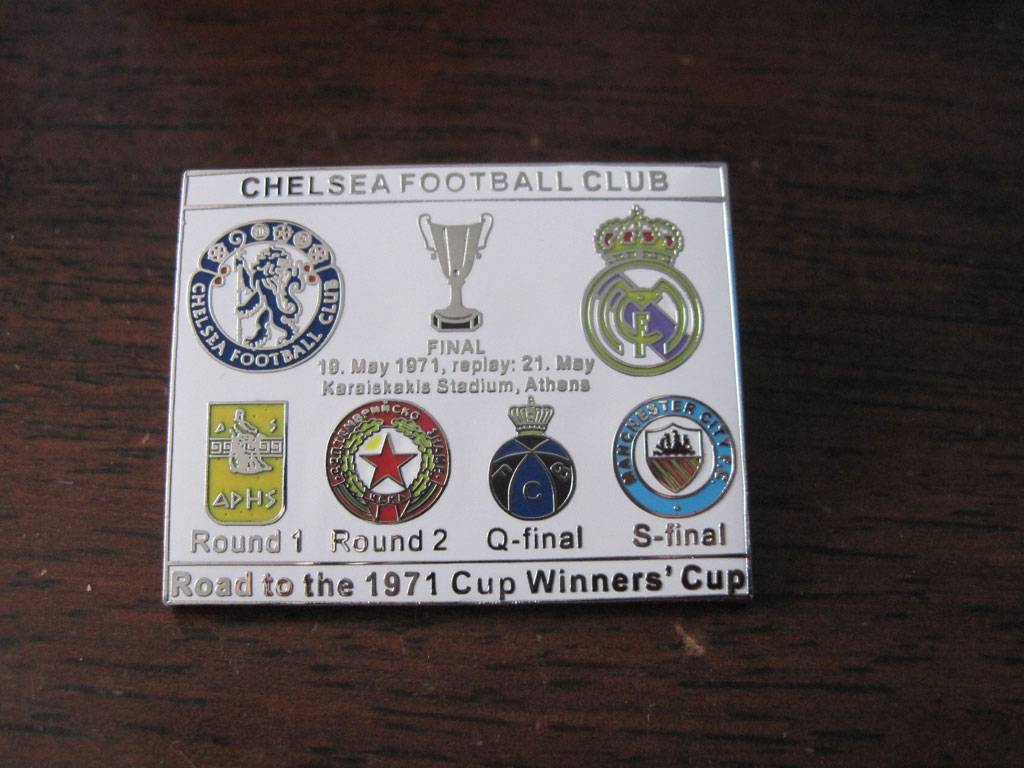 CHELSEA FOOTBALL CLUB
CHELSEA FOOTBALL CLUB
FINAL
19. May 1971, replay: 21. May
Karaiskakis Stadium, Athens
Α Σ
ΑΡΗΣ
MANCHESTER CITY F.C.
Round 1
Round 2
Q-final
S-final
Road to the 1971 Cup Winners' Cup